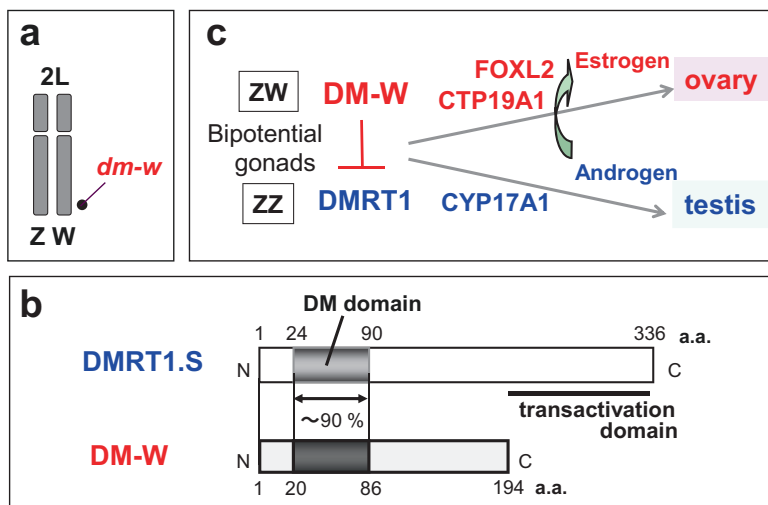 a
2L
dm-w
Z W
c
ZW
DM-W
FOXL2
CTP19A1
Estrogen
ovary
Bipotential
gonads
ZZ
DMRT1
CYP17A1
Androgen
testis
b
DM domain
1 24 90 336 a.a.
DMRT1.S
N C
~90 %
transactivation
domain
DM-W
N C
1 20 86 194 a.a.